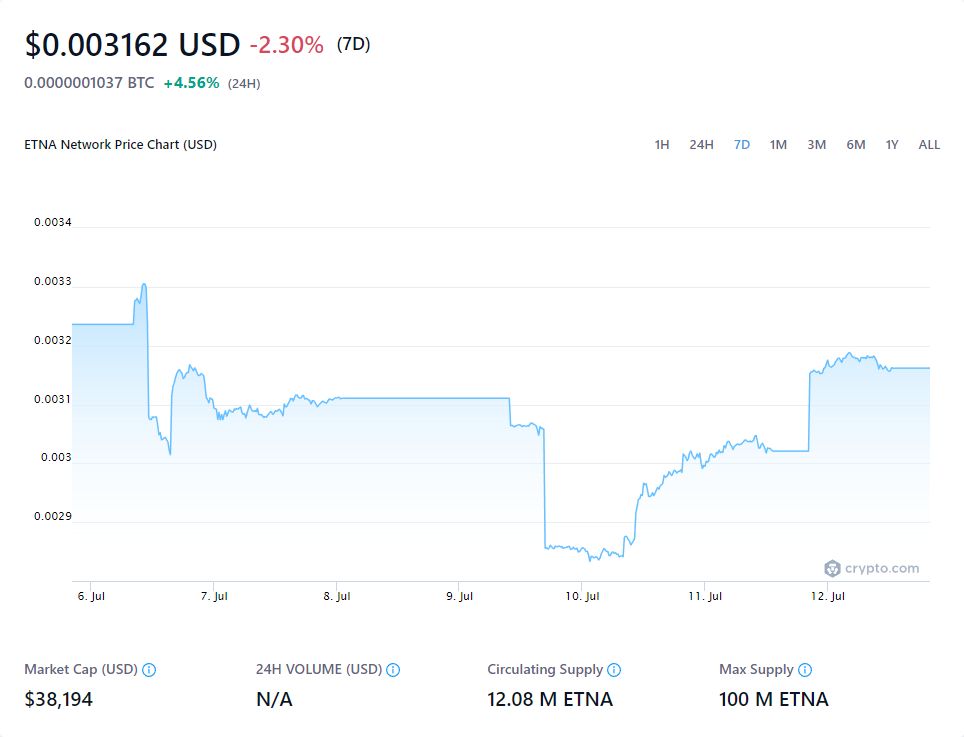 $0.003162 USD -2.30% (7D)
0.0000001037 BTC +4.56% (24H)
ETNA Network Price Chart (USD) 1H 24H 7D 1M 3M 6M 1Y ALL
0.0034
0.0033
0.0032
0.0031
0.003
0.0029
crypto.com
6. Jul 7. Jul 8. Jul 9. Jul 10. Jul 11. Jul 12. Jul
Market Cap (USD) 24H VOLUME (USD) Circulating Supply Max Supply
$38,194 N/A 12.08 M ETNA 100 M ETNA